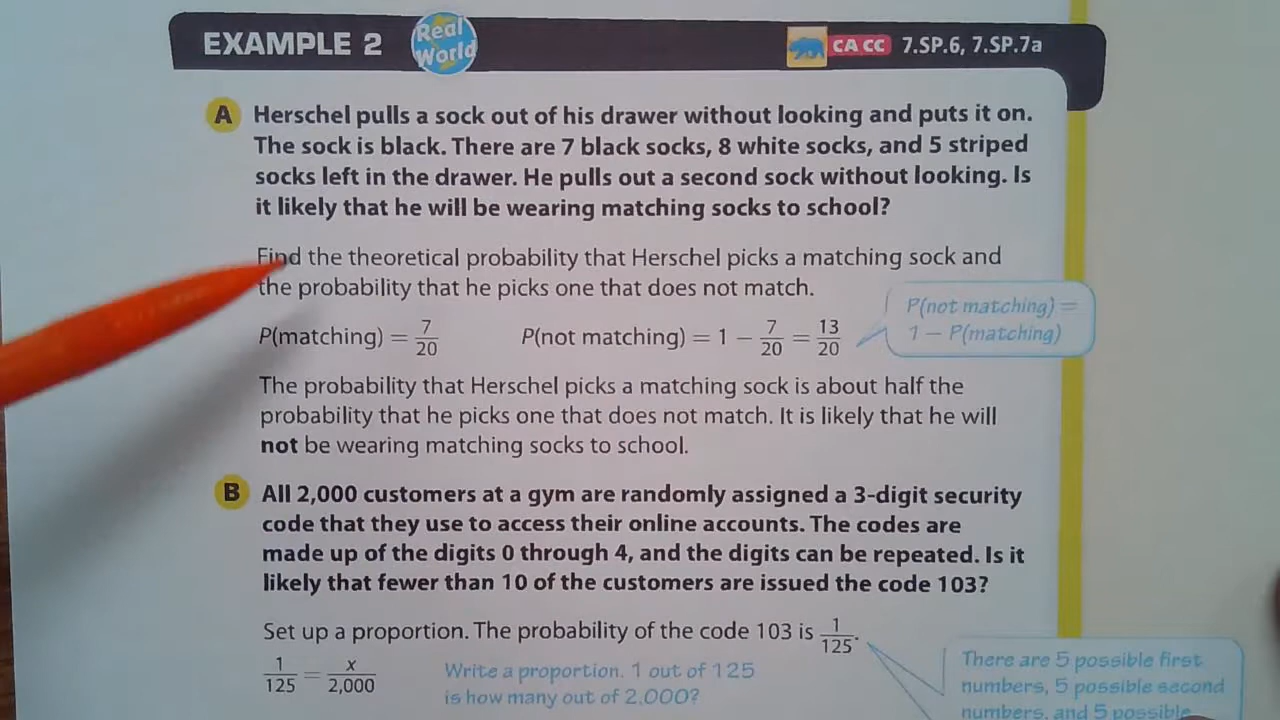 EXAMPLE 2 Real World CA CC 7.SP.6, 7.SP.7a
A Herschel pulls a sock out of his drawer without looking and puts it on.
The sock is black. There are 7 black socks, 8 white socks, and 5 striped
socks left in the drawer. He pulls out a second sock without looking. Is
it likely that he will be wearing matching socks to school?
Find the theoretical probability that Herschel picks a matching sock and
the probability that he picks one that does not match.
P(matching) = 7/20 P(not matching) = 1 − 7/20 = 13/20
P(not matching) =
1 − P(matching)
The probability that Herschel picks a matching sock is about half the
probability that he picks one that does not match. It is likely that he will
not be wearing matching socks to school.
B All 2,000 customers at a gym are randomly assigned a 3-digit security
code that they use to access their online accounts. The codes are
made up of the digits 0 through 4, and the digits can be repeated. Is it
likely that fewer than 10 of the customers are issued the code 103?
Set up a proportion. The probability of the code 103 is 1/125.
1/125 = x/2,000
Write a proportion. 1 out of 125
is how many out of 2,000?
There are 5 possible first
numbers, 5 possible second
numbers, and 5 possible